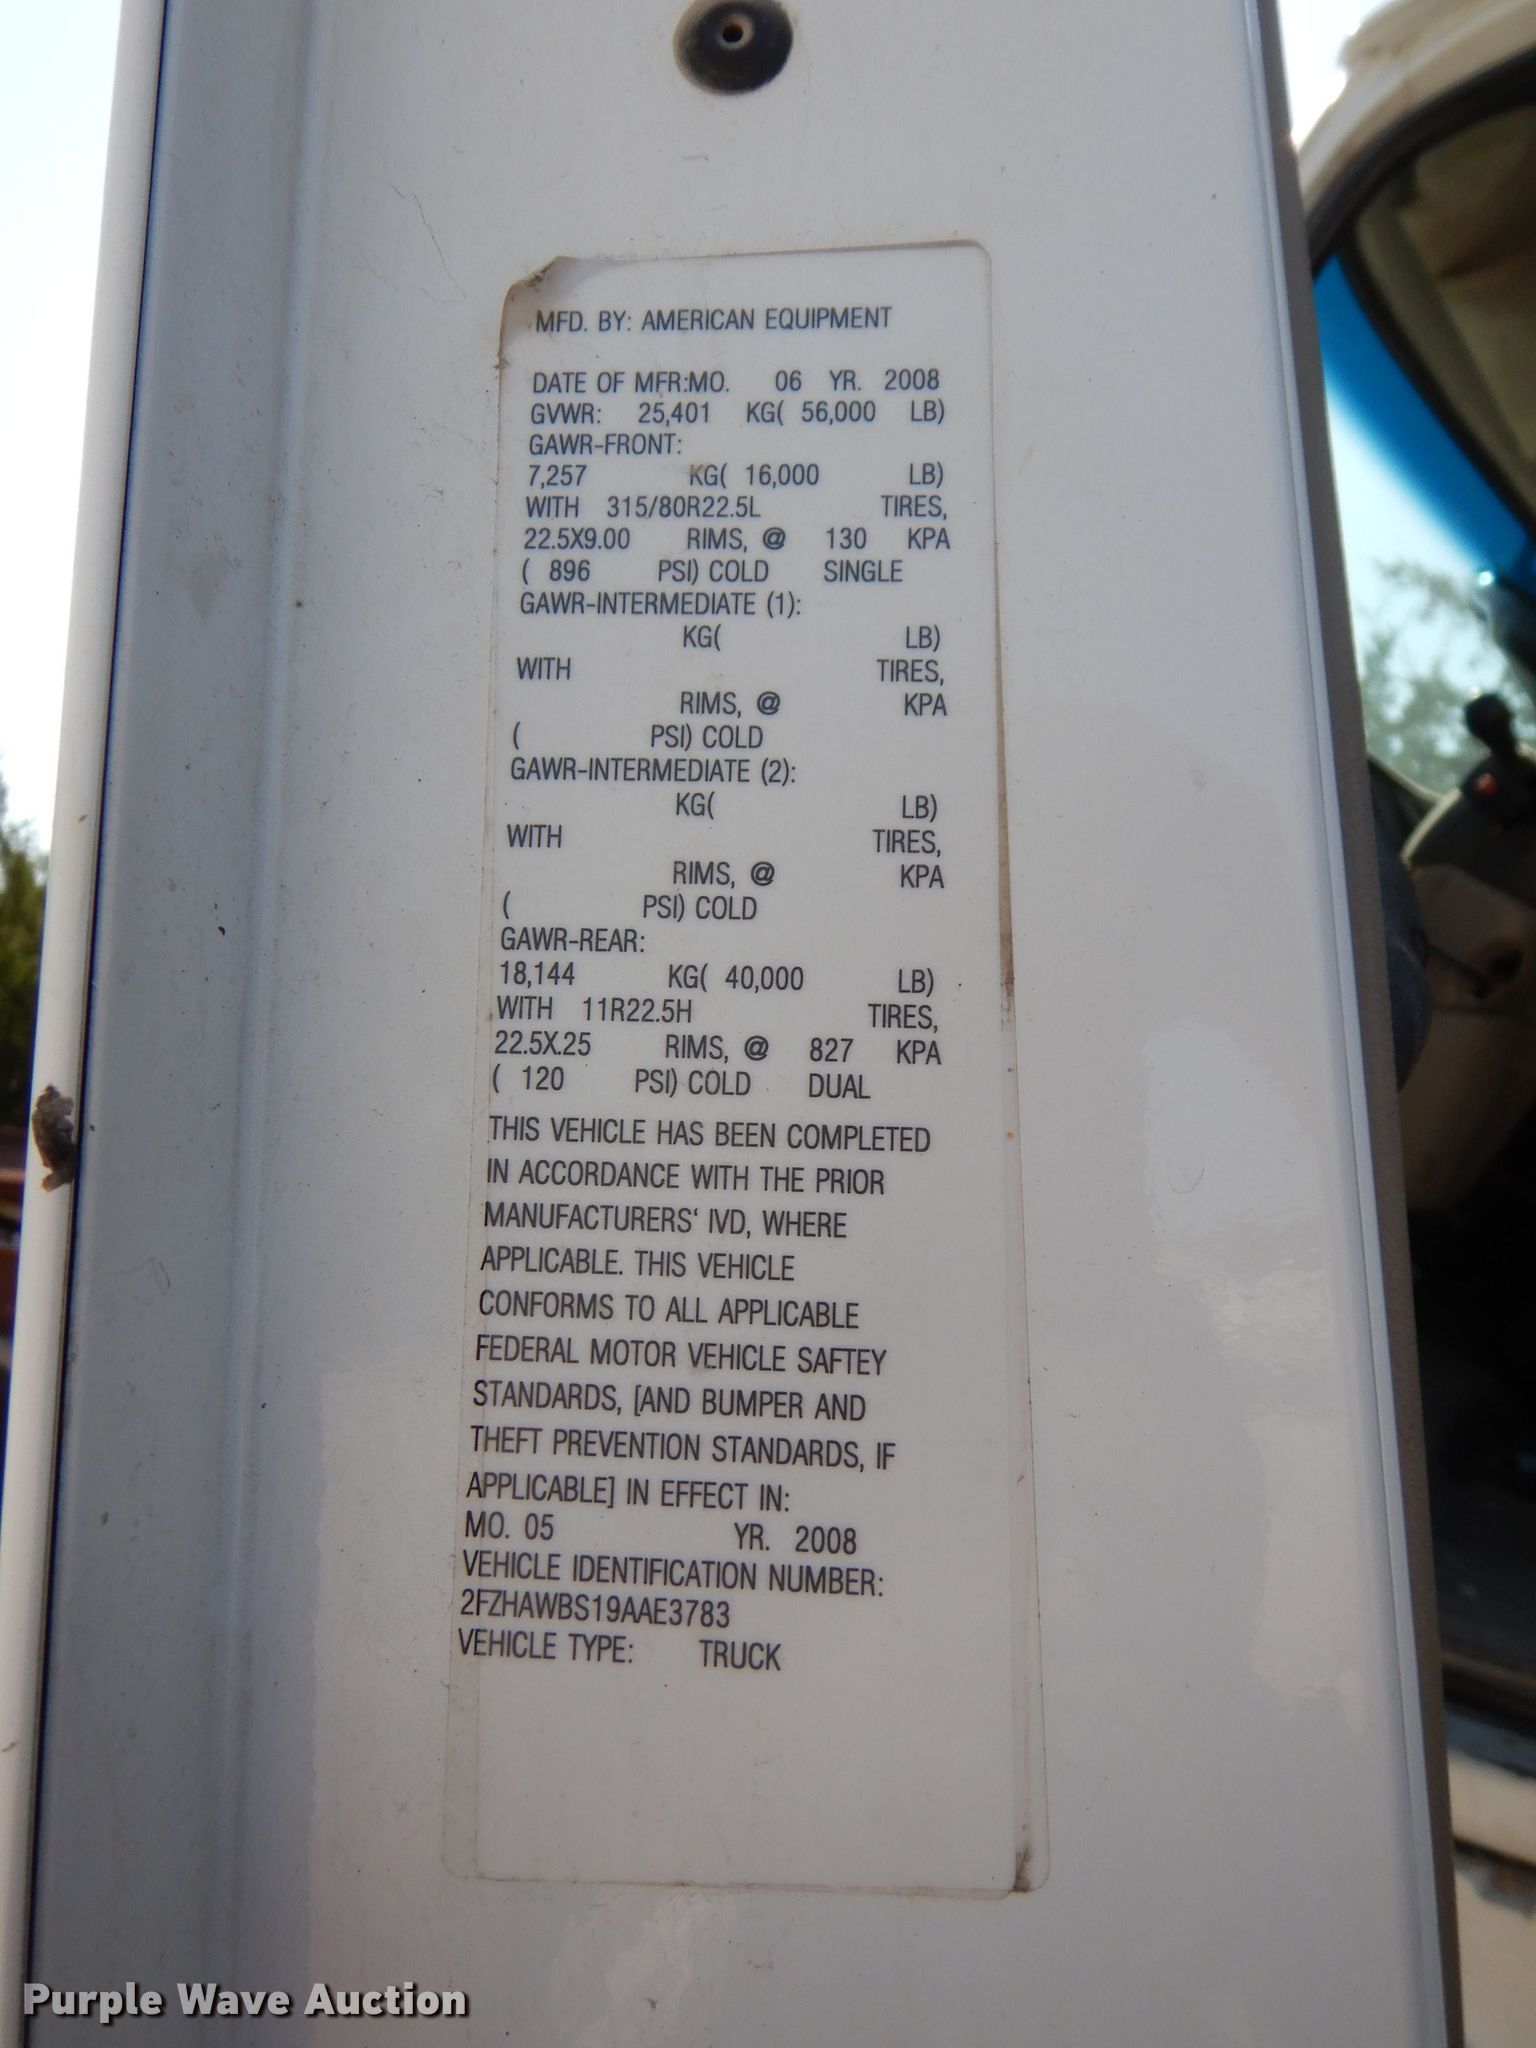 MFD. BY: AMERICAN EQUIPMENT
DATE OF MFR:MO. 06 YR. 2008
GVWR: 25,401 KG( 56,000 LB)
GAWR-FRONT:
7,257 KG( 16,000 LB)
WITH 315/80R22.5L TIRES,
22.5X9.00 RIMS, @ 130 KPA
( 896 PSI) COLD SINGLE
GAWR-INTERMEDIATE (1):
KG( LB)
WITH TIRES,
RIMS, @ KPA
( PSI) COLD
GAWR-INTERMEDIATE (2):
KG( LB)
WITH TIRES,
RIMS, @ KPA
( PSI) COLD
GAWR-REAR:
18,144 KG( 40,000 LB)
WITH 11R22.5H TIRES,
22.5X.25 RIMS, @ 827 KPA
( 120 PSI) COLD DUAL
THIS VEHICLE HAS BEEN COMPLETED
IN ACCORDANCE WITH THE PRIOR
MANUFACTURERS‘ IVD, WHERE
APPLICABLE. THIS VEHICLE
CONFORMS TO ALL APPLICABLE
FEDERAL MOTOR VEHICLE SAFTEY
STANDARDS, [AND BUMPER AND
THEFT PREVENTION STANDARDS, IF
APPLICABLE] IN EFFECT IN:
MO. 05 YR. 2008
VEHICLE IDENTIFICATION NUMBER:
2FZHAWBS19AAE3783
VEHICLE TYPE: TRUCK
Purple Wave Auction